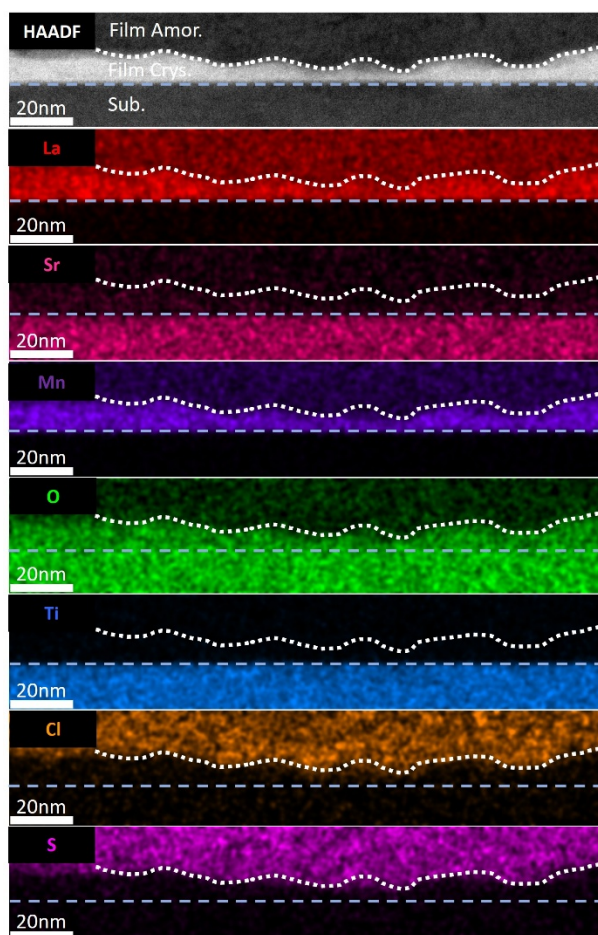 HAADF
Film Amor.
Film Crys.
Sub.
20nm
La
20nm
Sr
20nm
Mn
20nm
O
20nm
Ti
20nm
Cl
20nm
S
20nm